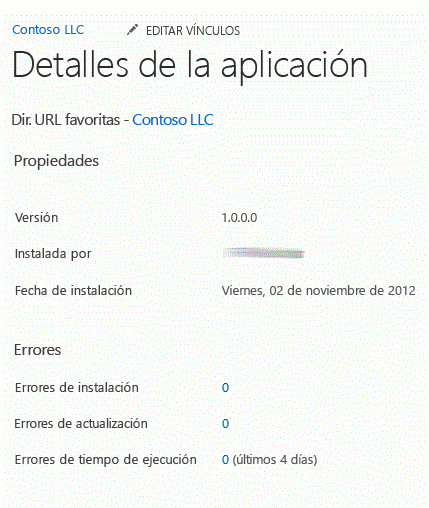 Contoso LLC EDITAR VÍNCULOS
Detalles de la aplicación
Dir. URL favoritas - Contoso LLC
Propiedades
Versión 1.0.0.0
Instalada por
Fecha de instalación Viernes, 02 de noviembre de 2012
Errores
Errores de instalación 0
Errores de actualización 0
Errores de tiempo de ejecución 0 (últimos 4 días)